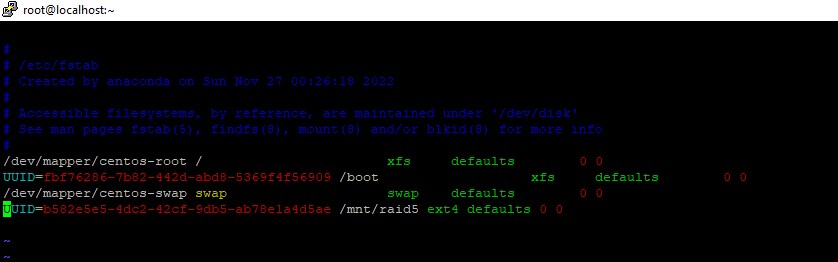 root@localhost:~
#
# /etc/fstab
# Created by anaconda on Sun Nov 27 00:26:18 2022
#
# Accessible filesystems, by reference, are maintained under '/dev/disk'
# See man pages fstab(5), findfs(8), mount(8) and/or blkid(8) for more info
#
/dev/mapper/centos-root / xfs defaults 0 0
UUID=fbf76286-7b82-442d-abd8-5369f4f56909 /boot xfs defaults 0 0
/dev/mapper/centos-swap swap swap defaults 0 0
UUID=b582e5e5-4dc2-42cf-9db5-ab78e1a4d5ae /mnt/raid5 ext4 defaults 0 0
~
~